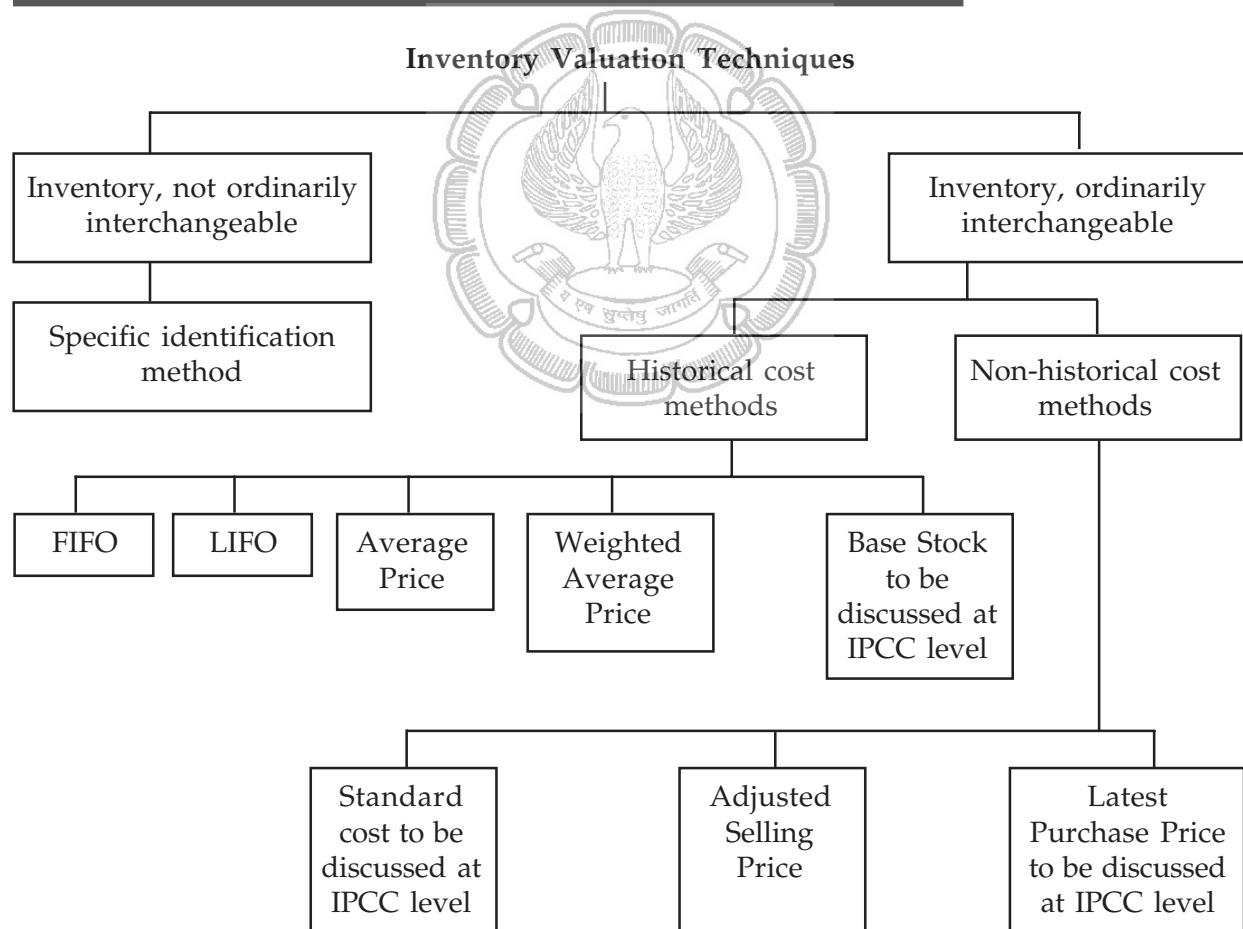 Inventory Valuation Techniques
Inventory, not ordinarily
interchangeable
Inventory, ordinarily
interchangeable
Specific identification
method
य एष सुप्तेषु जागर्ति
Historical cost
methods
Non-historical cost
methods
FIFO
LIFO
Average
Price
Weighted
Average
Price
Base Stock
to be
discussed at
IPCC level
Standard
cost to be
discussed at
IPCC level
Adjusted
Selling
Price
Latest
Purchase Price
to be discussed
at IPCC level